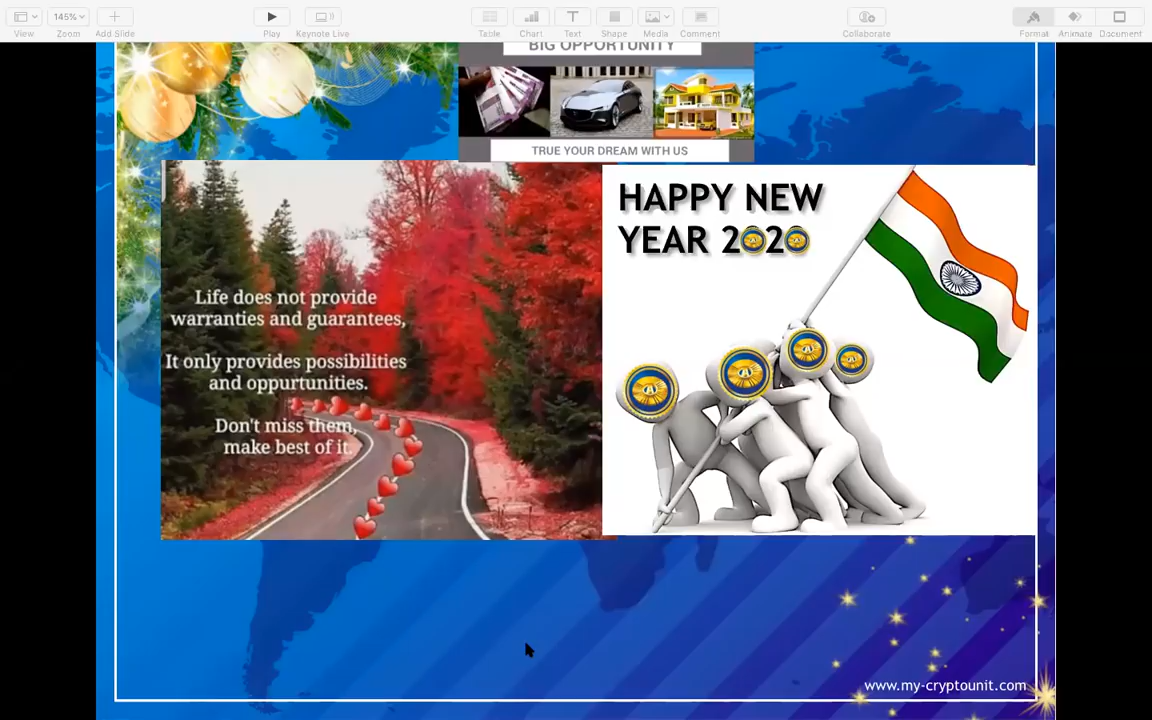 145%
View
Zoom
Add Slide
Play
Keynote Live
Table
Chart
Text
Shape
Media
Comment
Collaborate
Format
Animate
Document
BIG OPPORTUNITY
TRUE YOUR DREAM WITH US
Life does not provide
warranties and guarantees,
It only provides possibilities
and oppurtunities.
Don't miss them,
make best of it.
HAPPY NEW
YEAR 2020
www.my-cryptounit.com